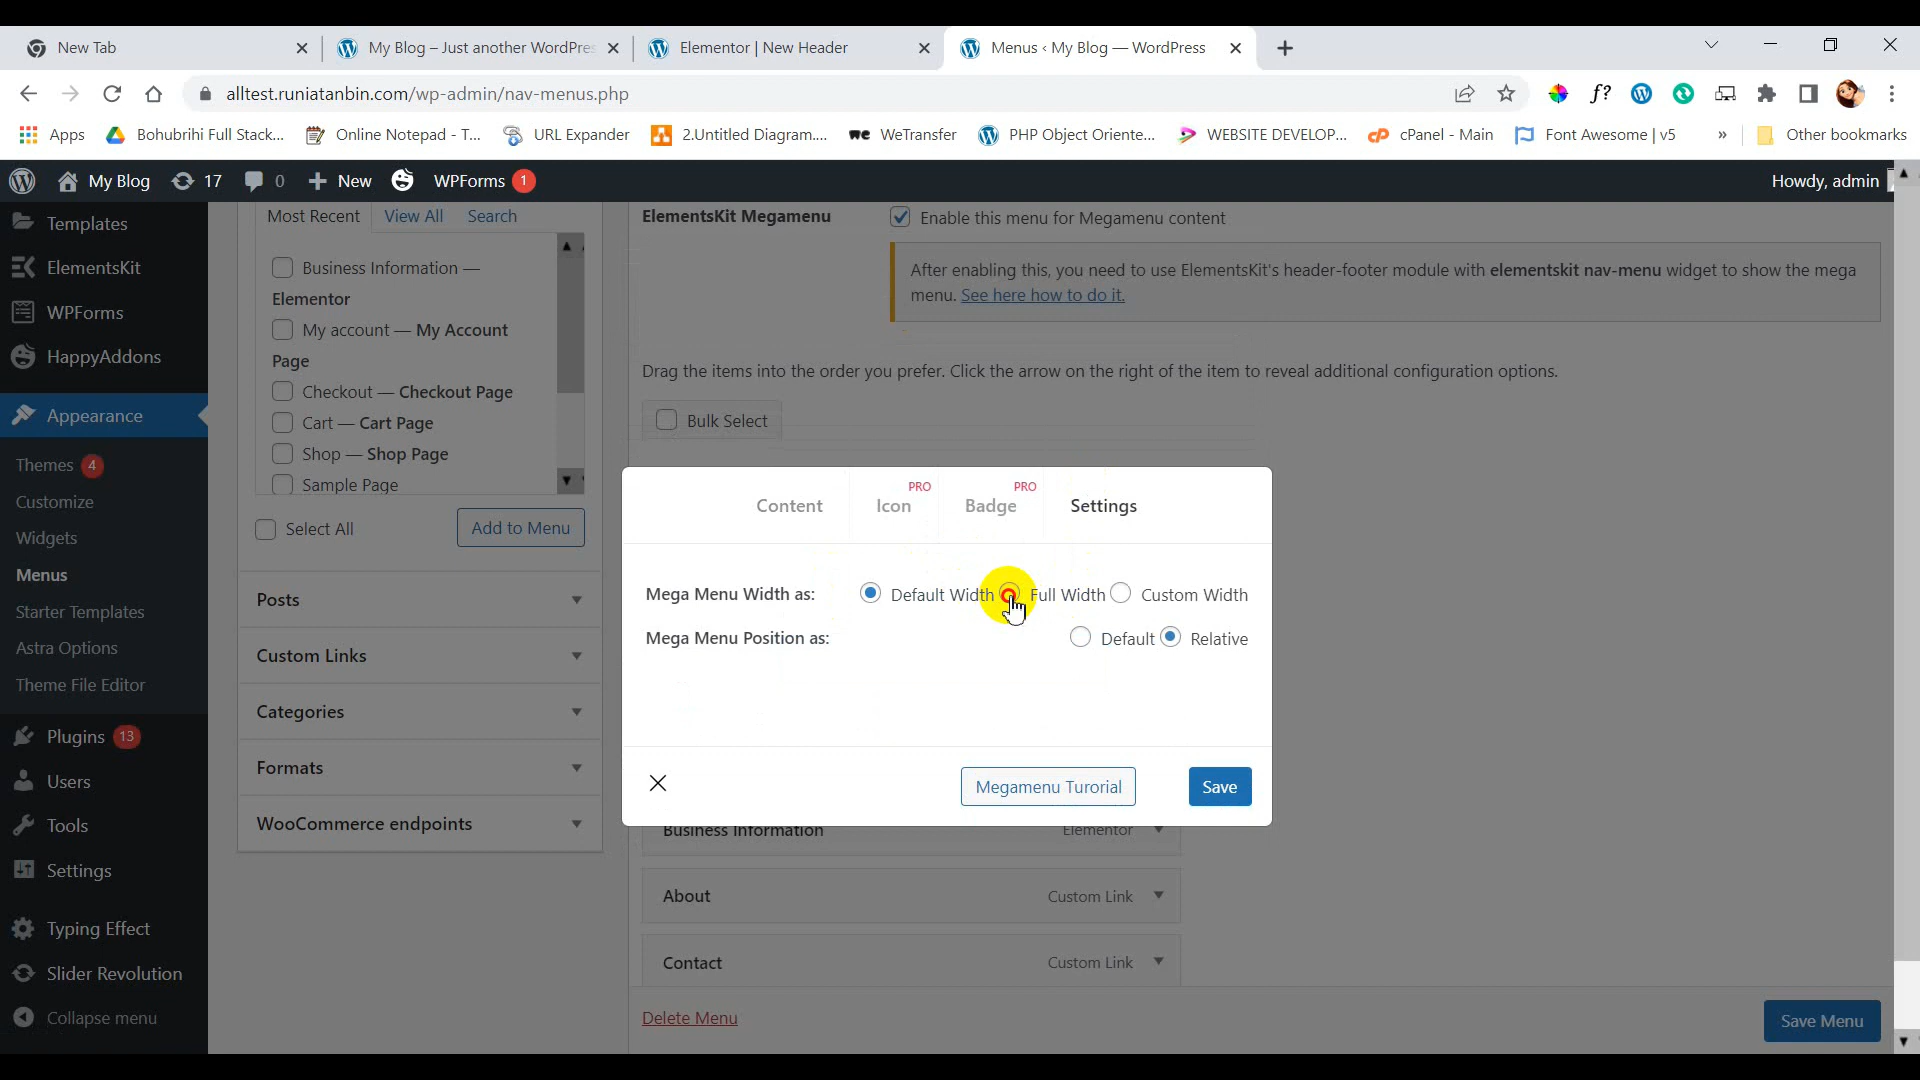 New Tab
My Blog – Just another WordPres
Elementor | New Header
Menus ‹ My Blog — WordPress
alltest.runiatanbin.com/wp-admin/nav-menus.php
f?
Apps
Bohubrihi Full Stack...
Online Notepad - T...
URL Expander
2.Untitled Diagram....
WeTransfer
PHP Object Oriente...
WEBSITE DEVELOP...
cPanel - Main
Font Awesome | v5
»
Other bookmarks
My Blog
17
0
New
WPForms 1
Howdy, admin
Templates
ElementsKit
WPForms
HappyAddons
Appearance
Themes 4
Customize
Widgets
Menus
Starter Templates
Astra Options
Theme File Editor
Plugins 13
Users
Tools
Settings
Typing Effect
Slider Revolution
Collapse menu
Most Recent View All Search
Business Information —
Elementor
My account — My Account
Page
Checkout — Checkout Page
Cart — Cart Page
Shop — Shop Page
Sample Page
Select All
Add to Menu
Posts
Custom Links
Categories
Formats
WooCommerce endpoints
ElementsKit Megamenu
Enable this menu for Megamenu content
After enabling this, you need to use ElementsKit's header-footer module with elementskit nav-menu widget to show the mega
menu. See here how to do it.
Drag the items into the order you prefer. Click the arrow on the right of the item to reveal additional configuration options.
Bulk Select
Content
Icon PRO
Badge PRO
Settings
Mega Menu Width as: Default Width Full Width Custom Width
Mega Menu Position as: Default Relative
Megamenu Turorial
Save
Business Information Elementor
About Custom Link
Contact Custom Link
Delete Menu
Save Menu